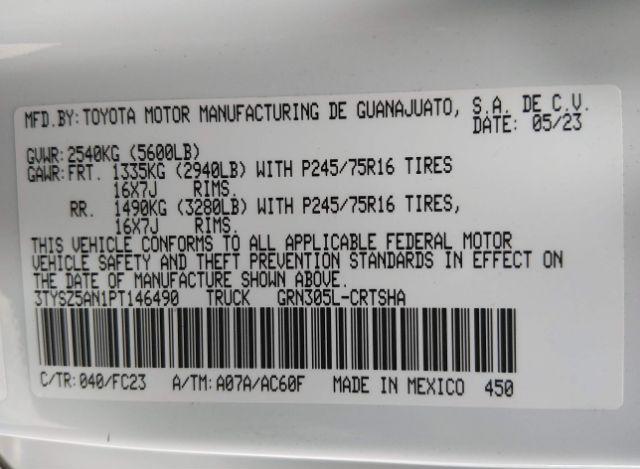 MFD.BY:TOYOTA MOTOR MANUFACTURING DE GUANAJUATO, S.A. DE C.V.
DATE: 05/23
GVWR:2540KG (5600LB)
GAWR:FRT. 1335KG (2940LB) WITH P245/75R16 TIRES
16X7J RIMS.
RR. 1490KG (3280LB) WITH P245/75R16 TIRES,
16X7J RIMS.
THIS VEHICLE CONFORMS TO ALL APPLICABLE FEDERAL MOTOR
VEHICLE SAFETY AND THEFT PREVENTION STANDARDS IN EFFECT ON
THE DATE OF MANUFACTURE SHOWN ABOVE.
3TYSZ5AN1PT146490 TRUCK GRN305L-CRTSHA
C/TR:040/FC23 A/TM:A07A/AC60F MADE IN MEXICO 450